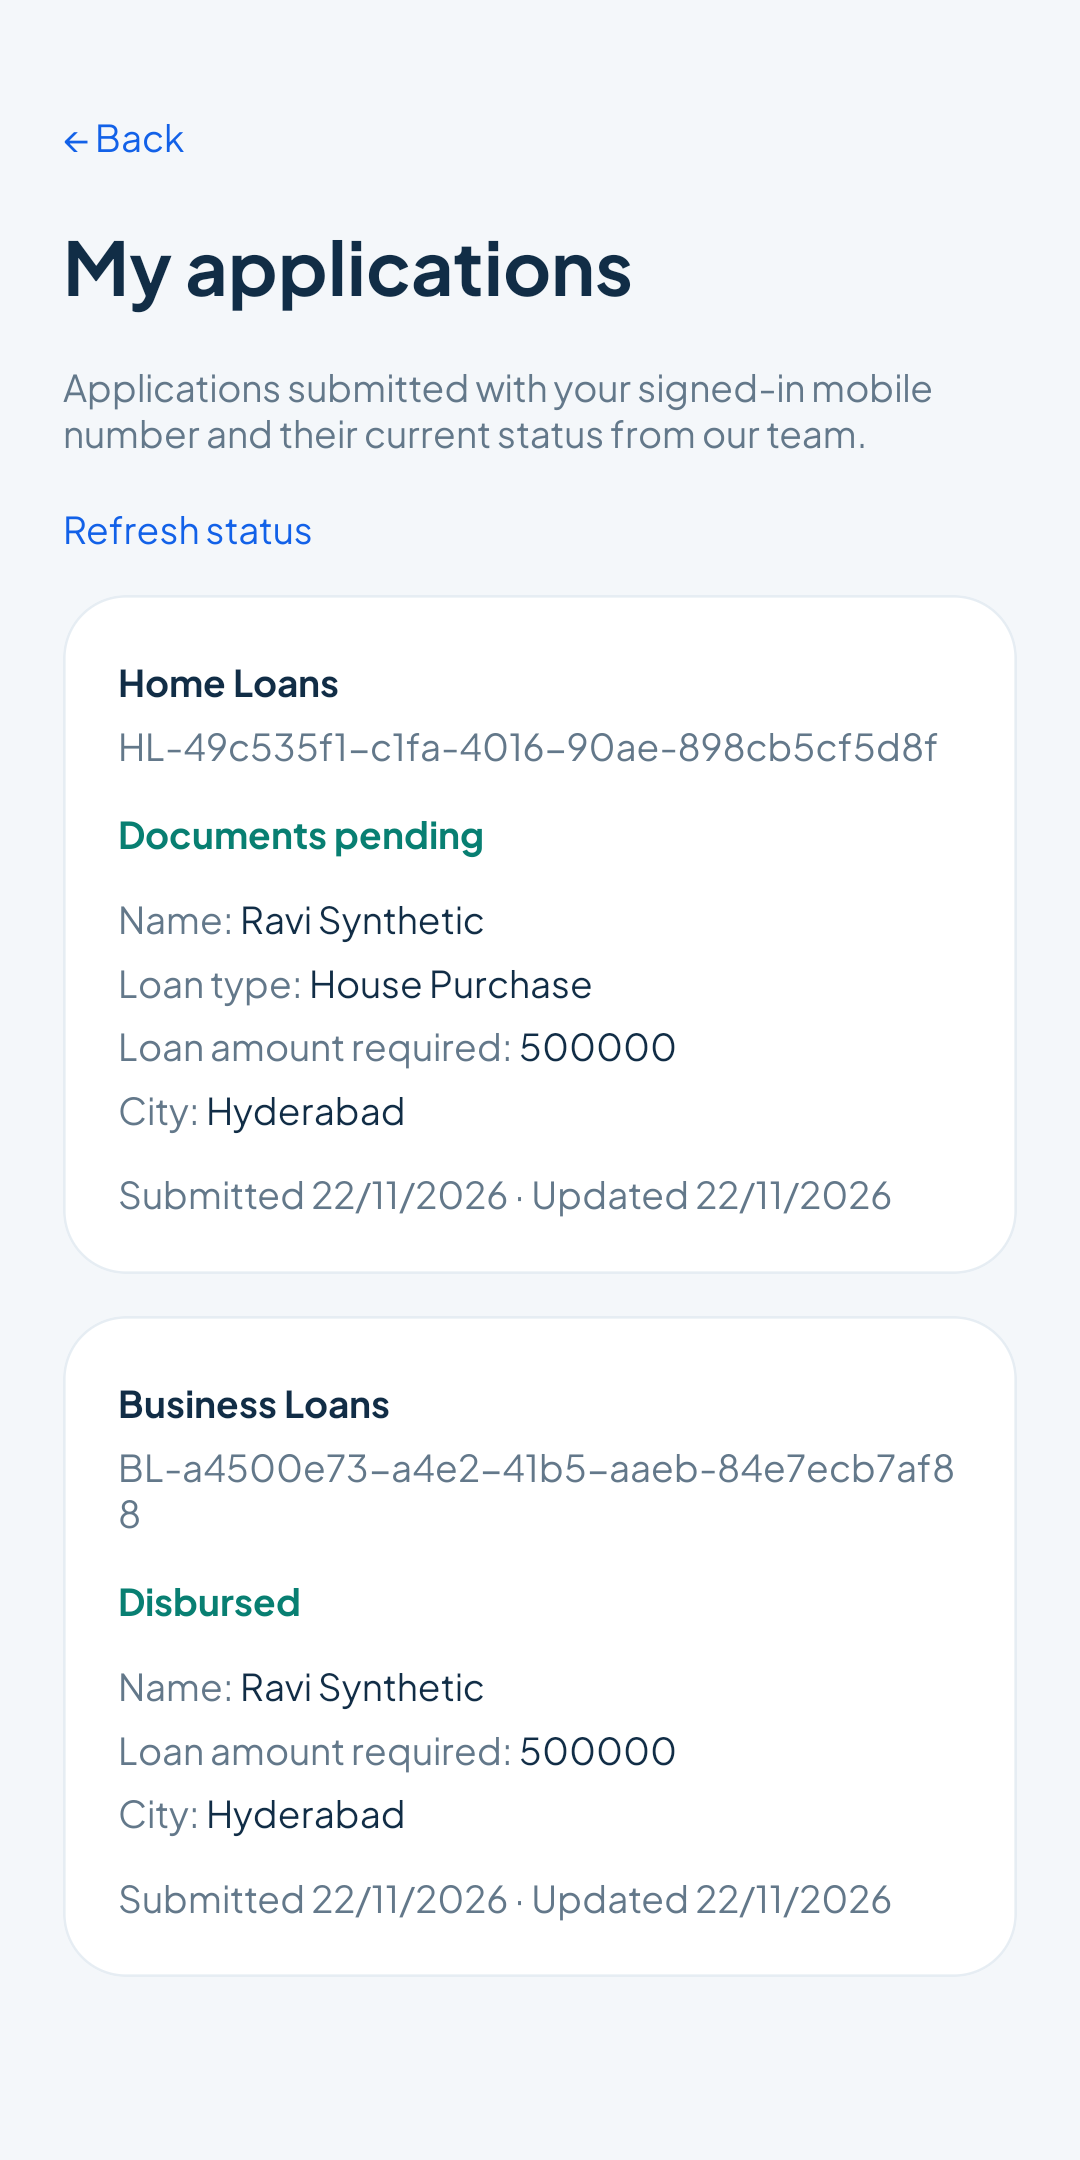 ← Back
My applications
Applications submitted with your signed-in mobile
number and their current status from our team.
Refresh status
Home Loans
HL-49c535f1-c1fa-4016-90ae-898cb5cf5d8f
Documents pending
Name: Ravi Synthetic
Loan type: House Purchase
Loan amount required: 500000
City: Hyderabad
Submitted 22/11/2026 · Updated 22/11/2026
Business Loans
BL-a4500e73-a4e2-41b5-aaeb-84e7ecb7af8
8
Disbursed
Name: Ravi Synthetic
Loan amount required: 500000
City: Hyderabad
Submitted 22/11/2026 · Updated 22/11/2026